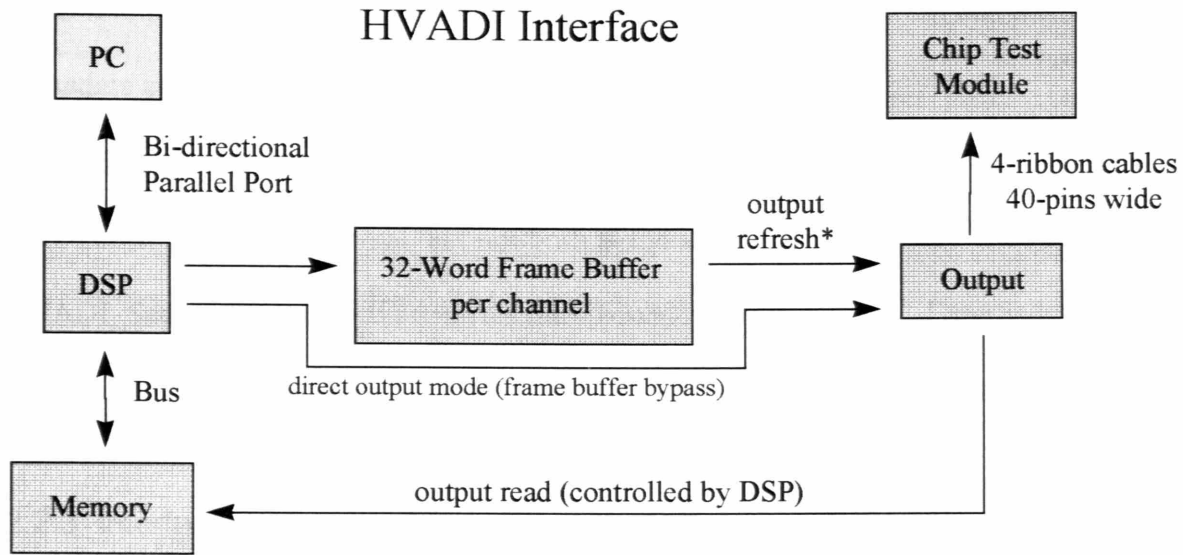 HVADI Interface
PC
Chip Test
Module
Bi-directional
Parallel Port
4-ribbon cables
40-pins wide
output
refresh*
DSP
32-Word Frame Buffer
per channel
Output
direct output mode (frame buffer bypass)
Bus
Memory
output read (controlled by DSP)